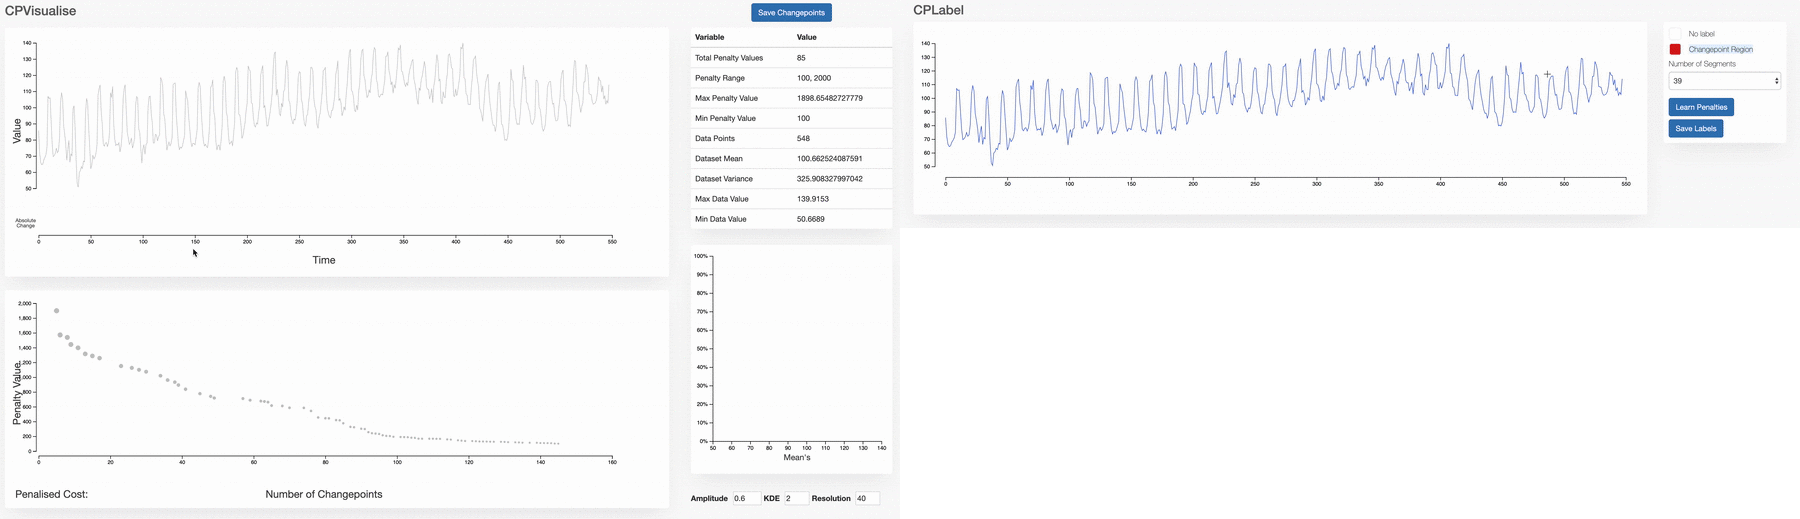 CPVisualise
Save Changepoints
CPLabel
Variable Value
Total Penalty Values 85
Penalty Range 100, 2000
Max Penalty Value 1898.65482727779
Min Penalty Value 100
Data Points 548
Dataset Mean 100.662524087591
Dataset Variance 325.908327997042
Max Data Value 139.9153
Min Data Value 50.6689
140
130
120
110
100
90
80
70
60
50
Value
Absolute
Change
0 50 100 150 200 250 300 350 400 450 500 550
Time
140
130
120
110
100
90
80
70
60
50
0 50 100 150 200 250 300 350 400 450 500 550
No label
Changepoint Region
Number of Segments
39
Learn Penalties
Save Labels
2,000
1,800
1,600
1,400
1,200
1,000
800
600
400
200
0
Penalty Value
0 20 40 60 80 100 120 140 160
Penalised Cost: Number of Changepoints
100%
90%
80%
70%
60%
50%
40%
30%
20%
10%
0%
50 60 70 80 90 100 110 120 130 140
Mean's
Amplitude 0.6 KDE 2 Resolution 40